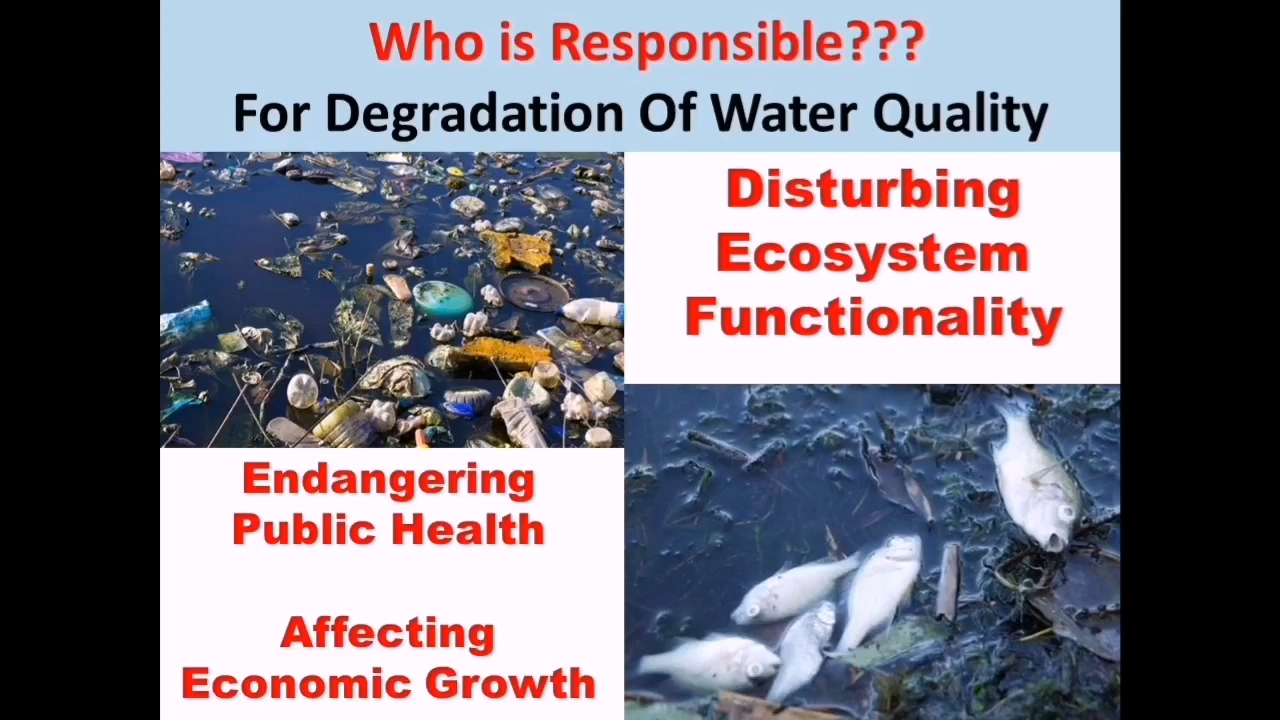 Who is Responsible???
For Degradation Of Water Quality
Disturbing
Ecosystem
Functionality
Endangering
Public Health
Affecting
Economic Growth